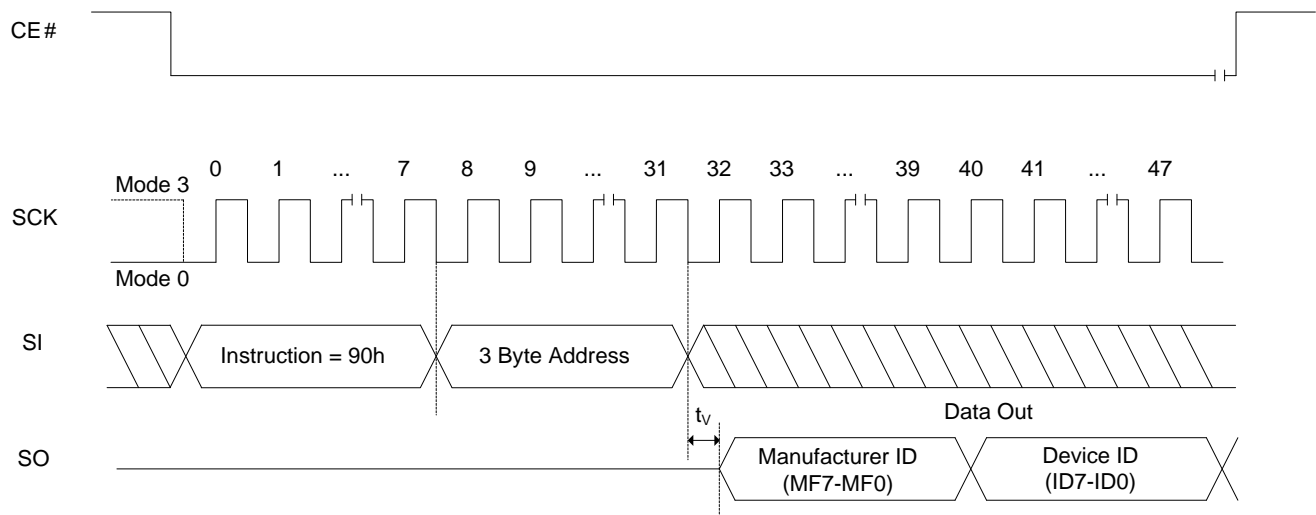 CE#
0 1 ... 7 8 9 ... 31 32 33 ... 39 40 41 ... 47
Mode 3
SCK
Mode 0
SI
Instruction = 90h
3 Byte Address
tV
Data Out
SO
Manufacturer ID
(MF7-MF0)
Device ID
(ID7-ID0)